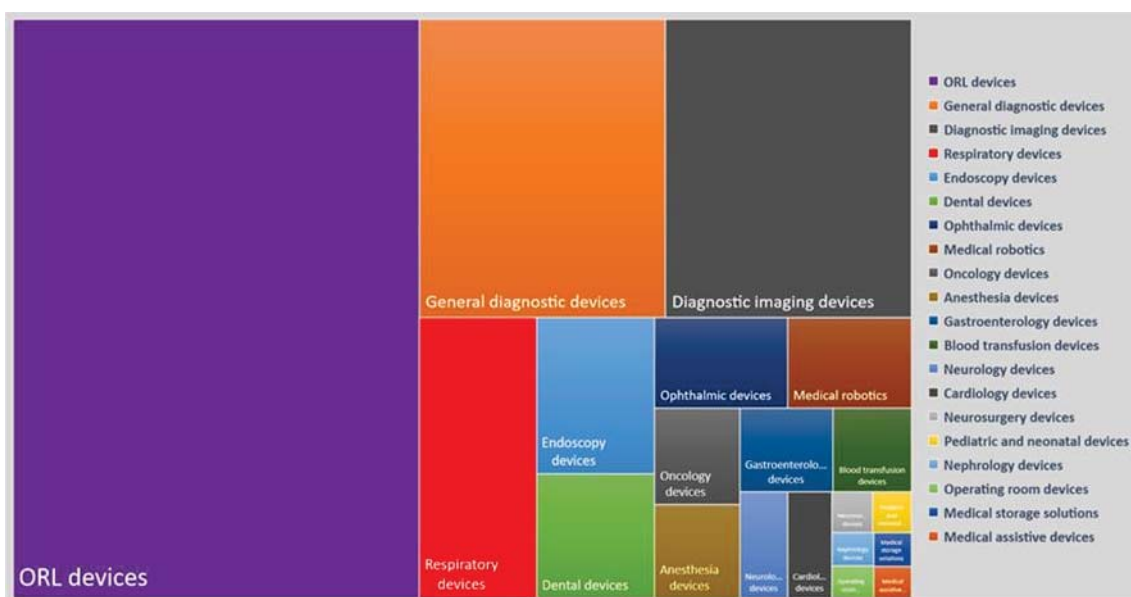 ORL devices
General diagnostic devices
Diagnostic imaging devices
Respiratory
devices
Endoscopy
devices
Dental devices
Ophthalmic devices
Medical robotics
Oncology
devices
Anesthesia
devices
Gastroenterolo...
devices
Blood transfusion
devices
Neurolo...
devices
Cardiol...
devices
Nephrology
devices
Medical
storage
solutions
Operating
room...
Medical
assistive...
ORL devices
General diagnostic devices
Diagnostic imaging devices
Respiratory devices
Endoscopy devices
Dental devices
Ophthalmic devices
Medical robotics
Oncology devices
Anesthesia devices
Gastroenterology devices
Blood transfusion devices
Neurology devices
Cardiology devices
Neurosurgery devices
Pediatric and neonatal devices
Nephrology devices
Operating room devices
Medical storage solutions
Medical assistive devices